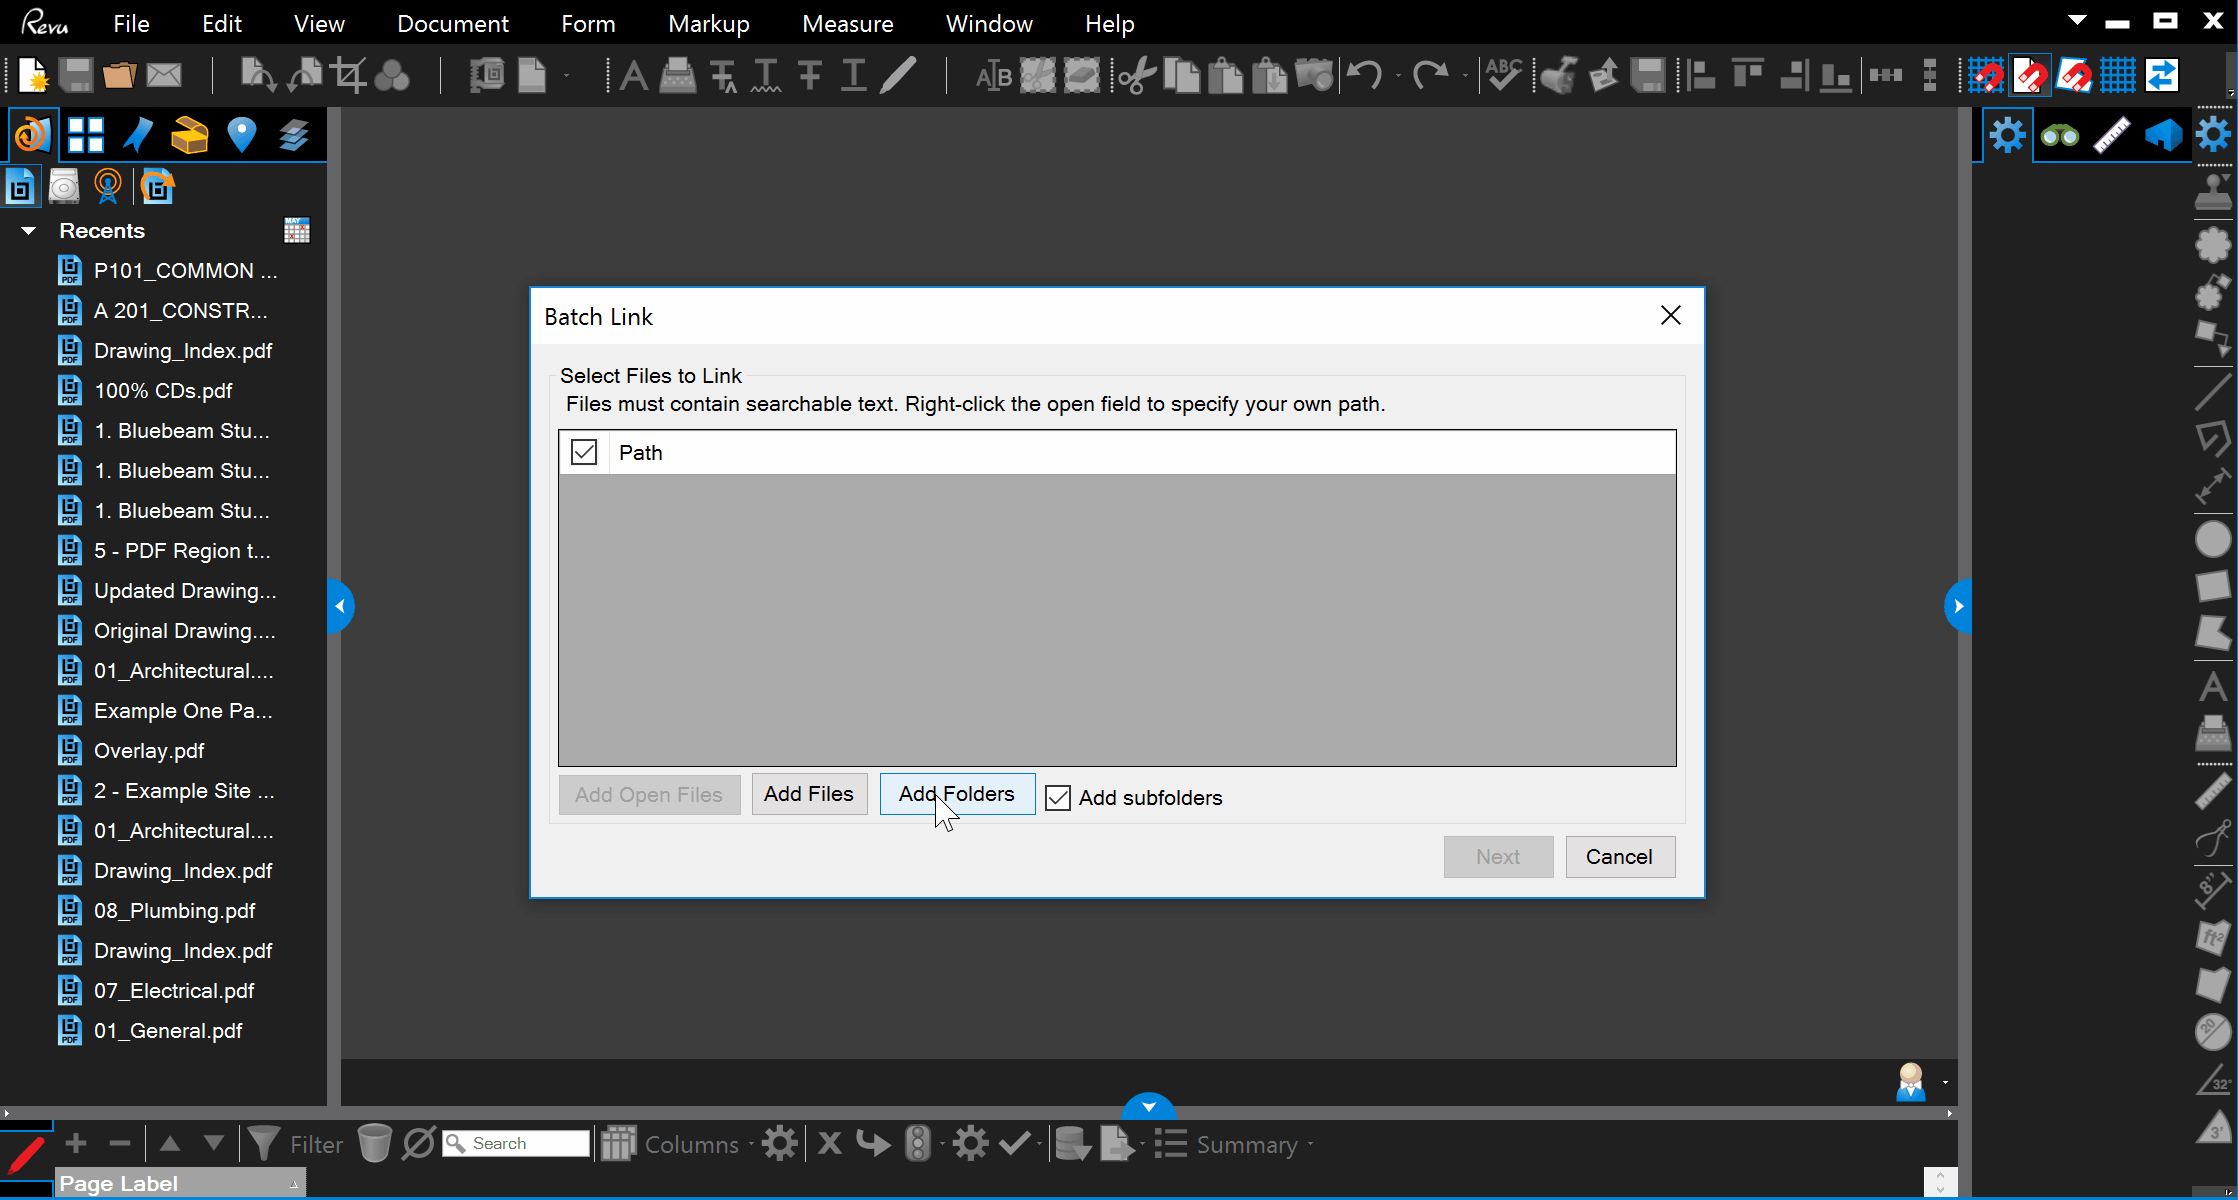 Revu File Edit View Document Form Markup Measure Window Help
Recents
P101_COMMON ...
A 201_CONSTR...
Drawing_Index.pdf
100% CDs.pdf
1. Bluebeam Stu...
1. Bluebeam Stu...
1. Bluebeam Stu...
5 - PDF Region t...
Updated Drawing...
Original Drawing....
01_Architectural....
Example One Pa...
Overlay.pdf
2 - Example Site ...
01_Architectural....
Drawing_Index.pdf
08_Plumbing.pdf
Drawing_Index.pdf
07_Electrical.pdf
01_General.pdf
Batch Link
Select Files to Link
Files must contain searchable text. Right-click the open field to specify your own path.
Path
Add Open Files Add Files Add Folders Add subfolders
Next Cancel
Filter Search Columns Summary
Page Label